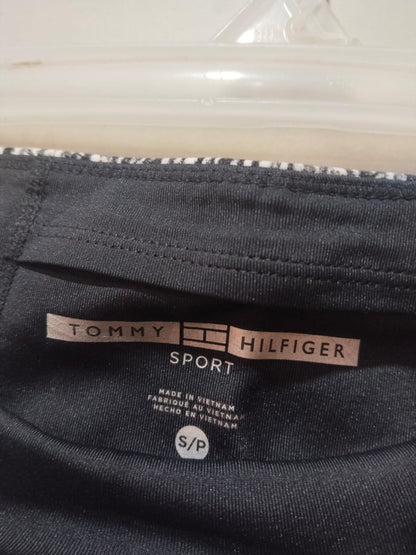 TOMMY HILFIGER
SPORT
MADE IN VIETNAM
FABRIQUÉ AU VIETNAM
HECHO EN VIETNAM
S/P